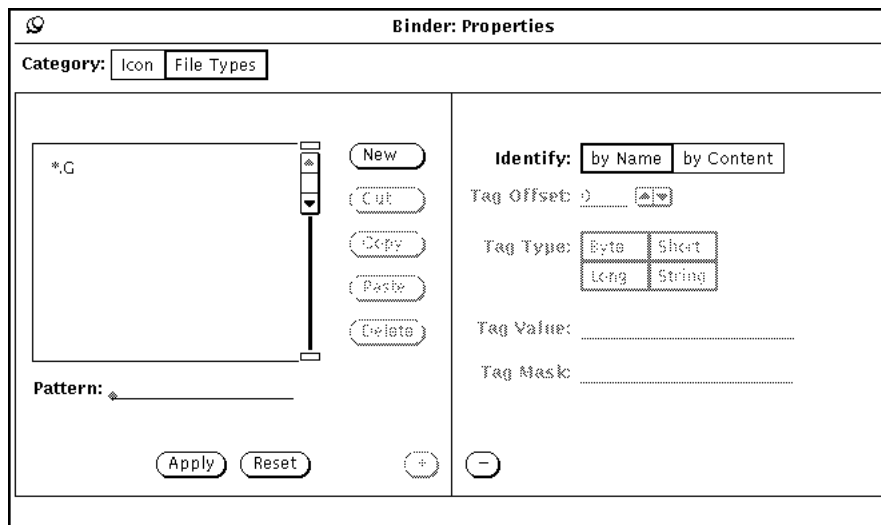 Binder: Properties
Category: Icon File Types
*.G
New
Cut
Copy
Paste
Delete
Pattern:
Apply Reset +
Identify: by Name by Content
Tag Offset: 0
Tag Type: Byte Short
Long String
Tag Value:
Tag Mask:
−